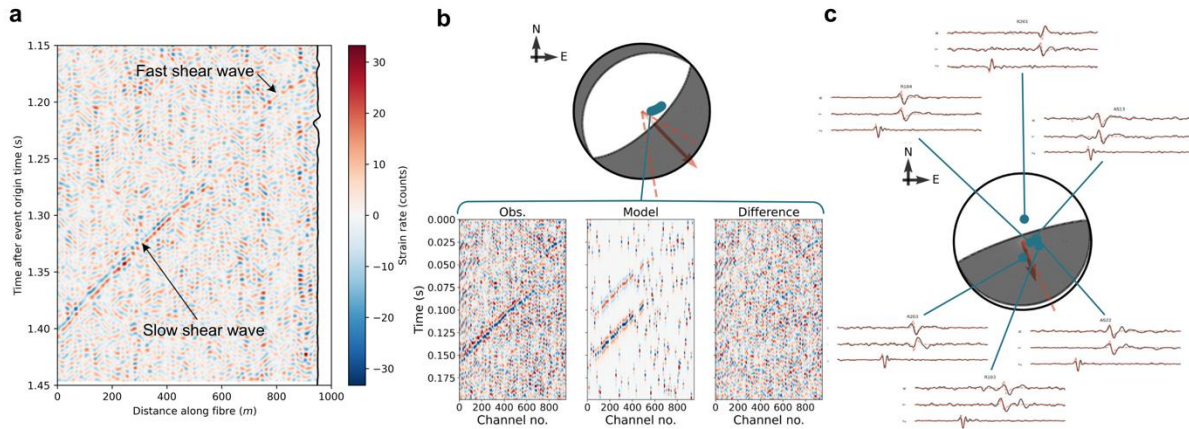 a
1.15
1.20
1.25
1.30
1.35
1.40
1.45
Time after event origin time (s)
Fast shear wave
Slow shear wave
0 200 400 600 800 1000
Distance along fibre (m)
30
20
10
0
−10
−20
−30
Strain rate (counts)
b
N
E
Obs. Model Difference
0.000
0.025
0.050
0.075
0.100
0.125
0.150
0.175
Time (s)
0 200 400 600 800 0 200 400 600 800 0 200 400 600 800
Channel no. Channel no. Channel no.
c
N
E
R104
A513
R102